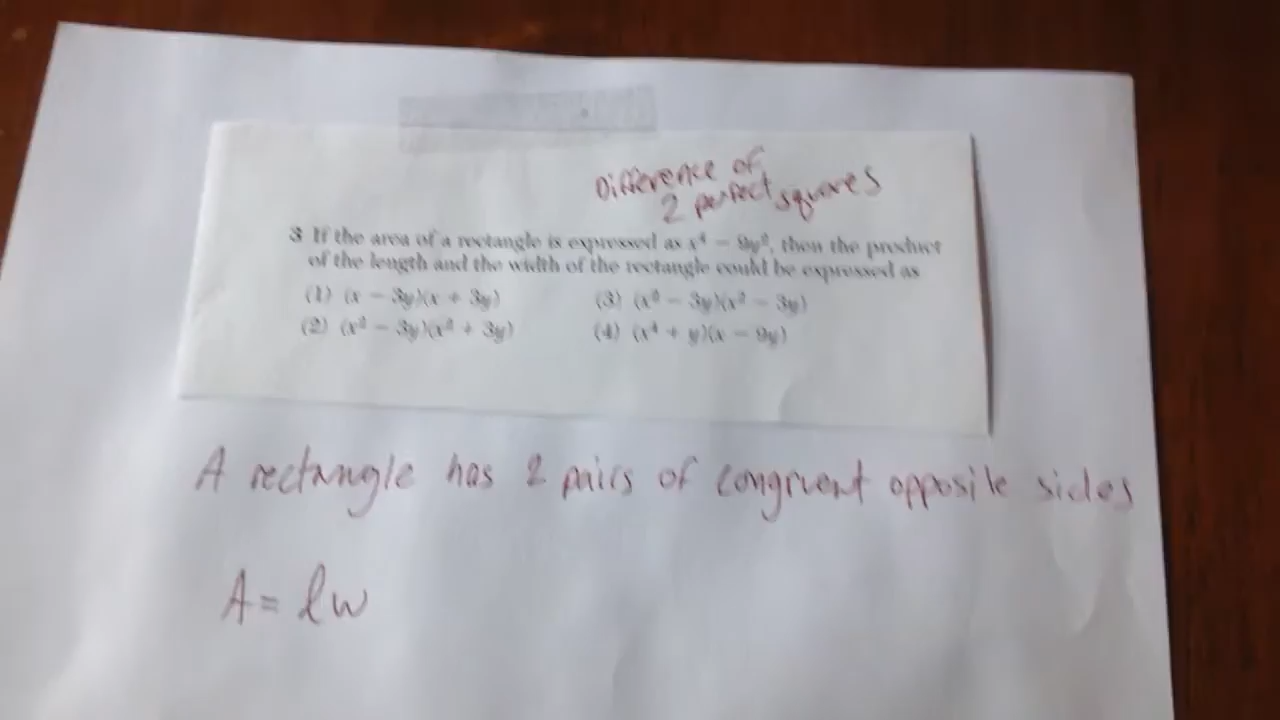 Difference of
2 perfect squares
3 If the area of a rectangle is expressed as x⁴ − 9y², then the product
of the length and the width of the rectangle could be expressed as
(1) (x − 3y)(x + 3y)
(2) (x² − 3y)(x² + 3y)
(3) (x² − 3y)(x² − 3y)
(4) (x⁴ + y)(x − 9y)
A rectangle has 2 pairs of congruent opposite sides
A = lw